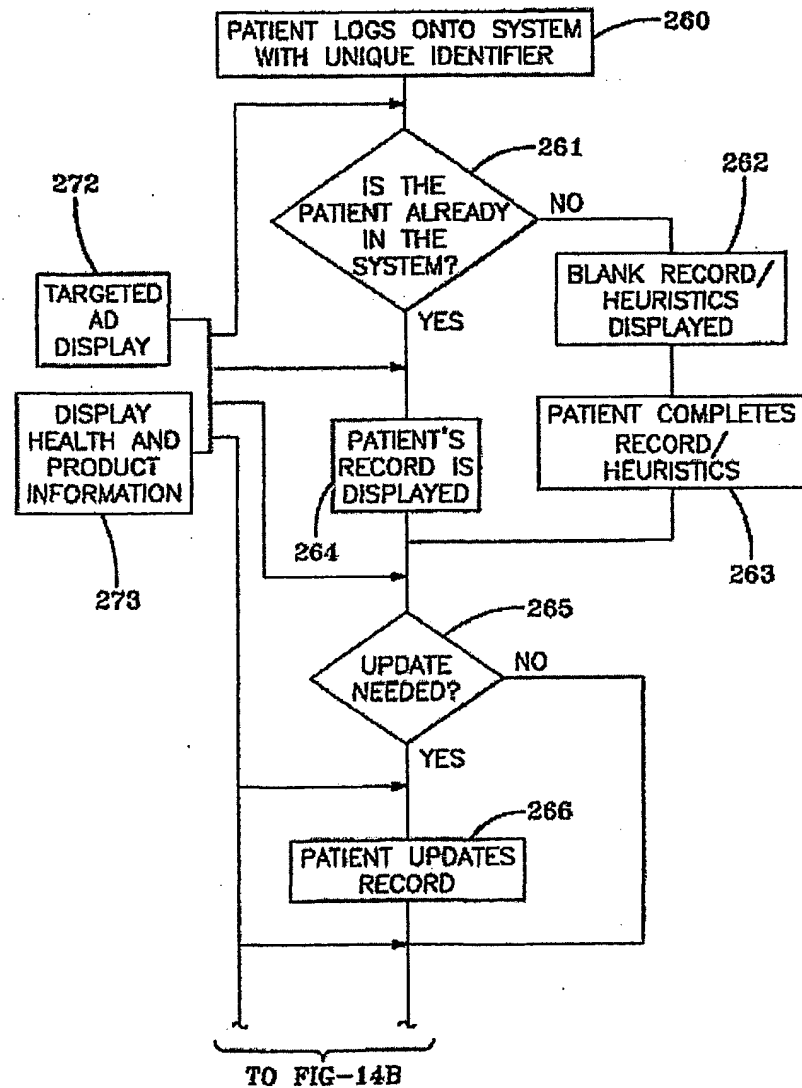 PATIENT LOGS ONTO SYSTEM
WITH UNIQUE IDENTIFIER
260
261
IS THE
PATIENT ALREADY
IN THE
SYSTEM?
NO
YES
262
BLANK RECORD/
HEURISTICS
DISPLAYED
272
TARGETED
AD
DISPLAY
DISPLAY
HEALTH AND
PRODUCT
INFORMATION
273
PATIENT'S
RECORD IS
DISPLAYED
264
PATIENT COMPLETES
RECORD/
HEURISTICS
263
265
UPDATE
NEEDED?
NO
YES
266
PATIENT UPDATES
RECORD
TO FIG-14B